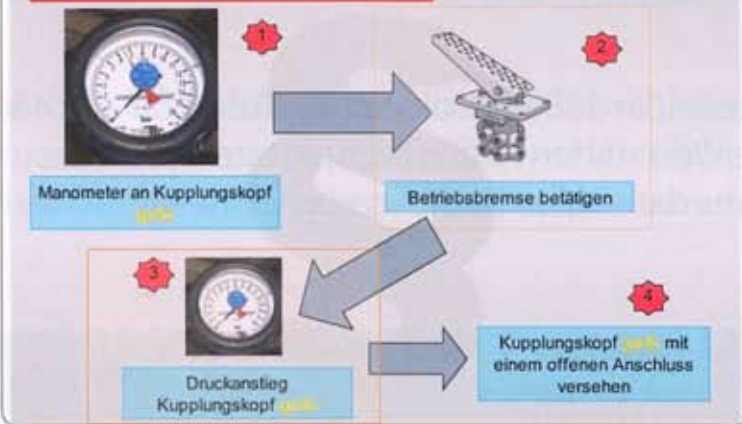 1
2
bar
Manometer an Kupplungskopf
gelb
Betriebsbremse betätigen
3
4
Druckanstieg
Kupplungskopf gelb
Kupplungskopf gelb mit
einem offenen Anschluss
versehen